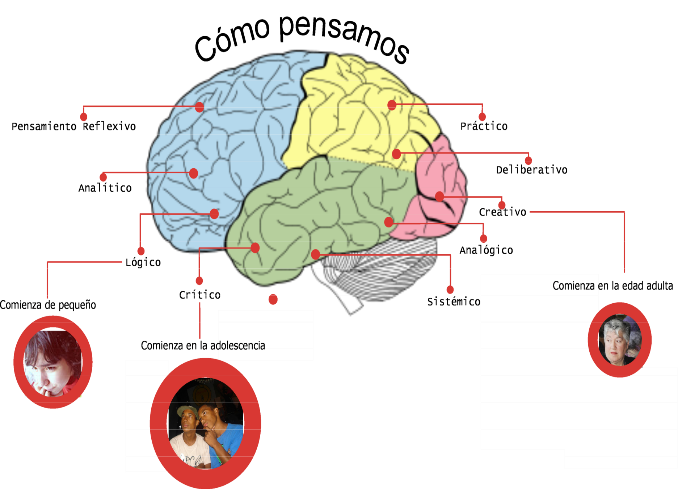 Cómo pensamos
Pensamiento Reflexivo
Práctico
Deliberativo
Analítico
Creativo
Analógico
Lógico
Crítico
Sistémico
Comienza de pequeño
Comienza en la edad adulta
Comienza en la adolescencia